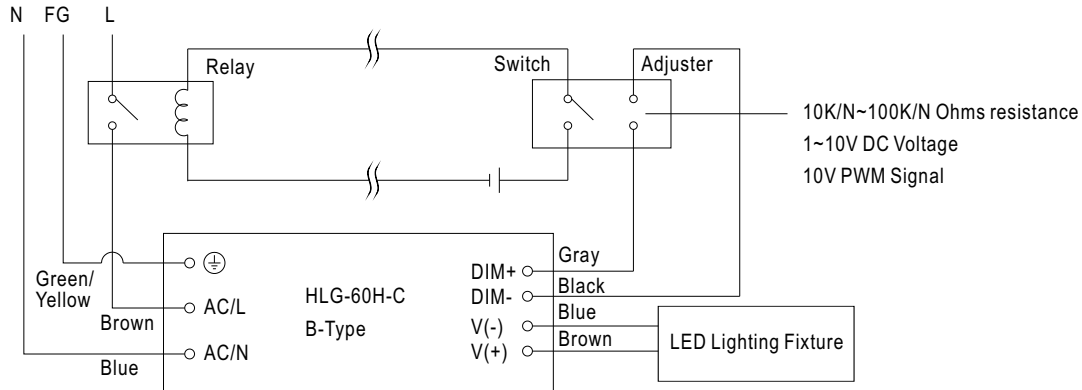 N FG L
Relay
Switch
Adjuster
10K/N~100K/N Ohms resistance
1~10V DC Voltage
10V PWM Signal
Green/
Yellow
Brown
Blue
AC/L
AC/N
HLG-60H-C
B-Type
DIM+
DIM-
V(-)
V(+)
Gray
Black
Blue
Brown
LED Lighting Fixture